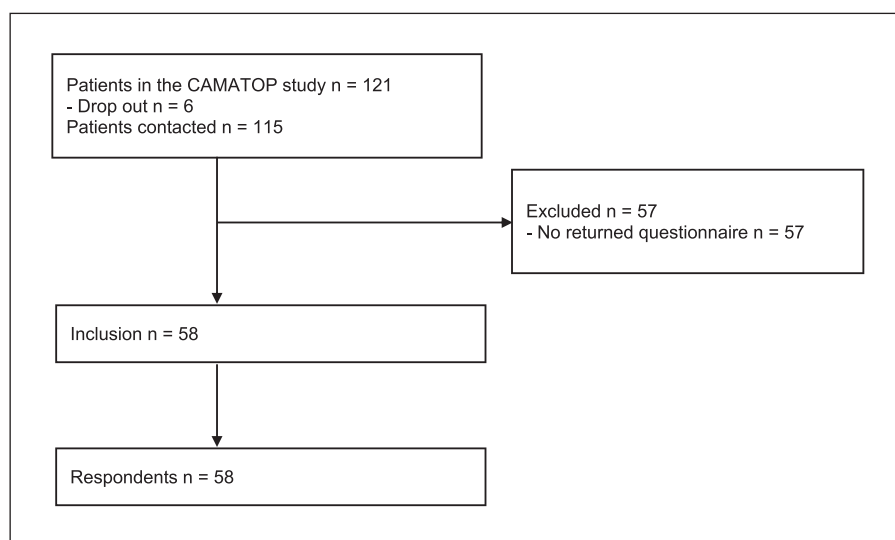 Patients in the CAMATOP study n = 121
- Drop out n = 6
Patients contacted n = 115
Excluded n = 57
- No returned questionnaire n = 57
Inclusion n = 58
Respondents n = 58